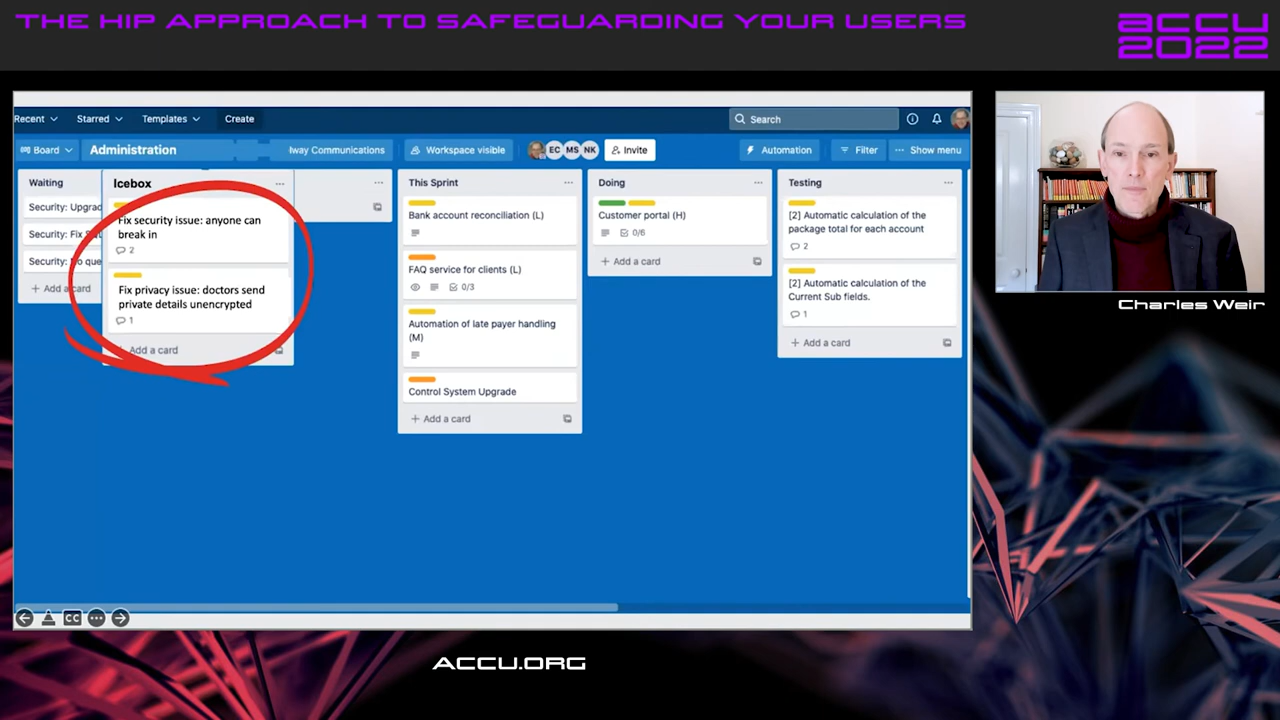 THE HIP APPROACH TO SAFEGUARDING YOUR USERS
ACCU
2022
Recent
Starred
Templates
Create
Search
Board
Administration
lway Communications
Workspace visible
EC
MS
NK
Invite
Automation
Filter
Show menu
Waiting
Security: Upgrad
Security: Fix
Security:
Add a card
Icebox
Fix security issue: anyone can
break in
2
Fix privacy issue: doctors send
private details unencrypted
1
Add a card
This Sprint
Bank account reconciliation (L)
FAQ service for clients (L)
0/3
Automation of late payer handling
(M)
Control System Upgrade
+ Add a card
Doing
Customer portal (H)
0/6
+ Add a card
Testing
[2] Automatic calculation of the
package total for each account
2
[2] Automatic calculation of the
Current Sub fields.
1
+ Add a card
CC
Charles Weir
ACCU.ORG